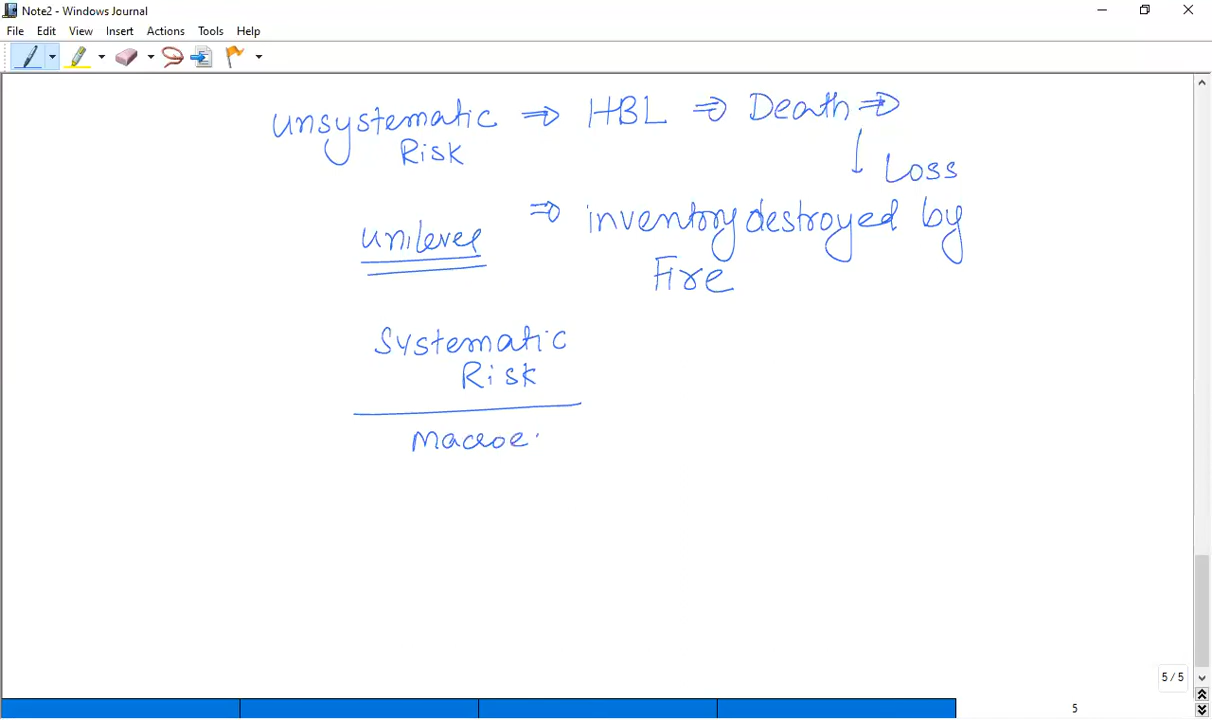 Note2 - Windows Journal
File Edit View Insert Actions Tools Help
unsystematic ⇒ HBL ⇒ Death ⇒
Risk
↓ Loss
unilever ⇒ inventory destroyed by
Fire
Systematic
Risk
Macroe
5 / 5
5